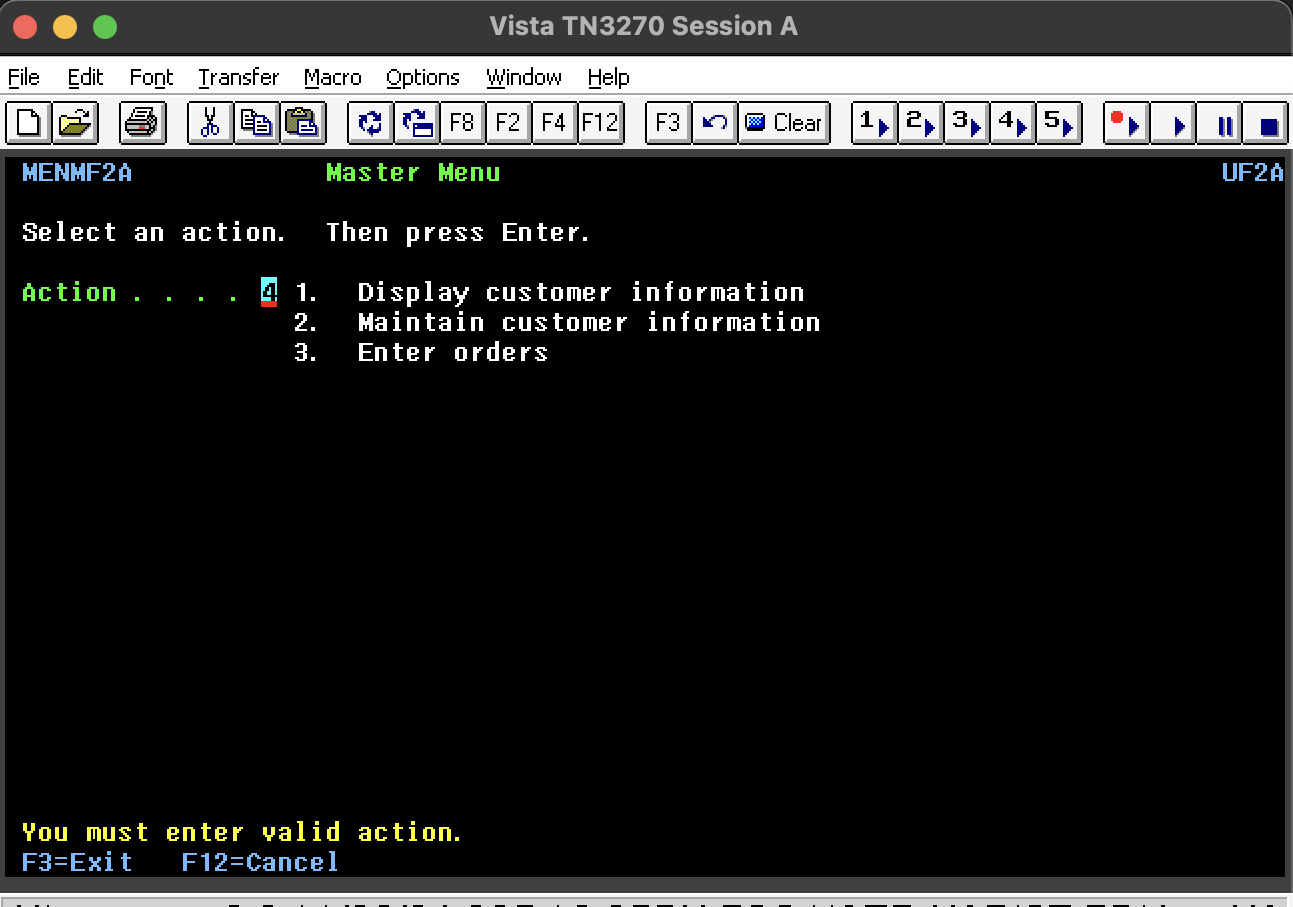 Vista TN3270 Session A
File Edit Font Transfer Macro Options Window Help
F8 F2 F4 F12 F3 Clear 1 2 3 4 5
MENMF2A Master Menu UF2A
Select an action. Then press Enter.
Action . . . . 4 1. Display customer information
2. Maintain customer information
3. Enter orders
You must enter valid action.
F3=Exit F12=Cancel